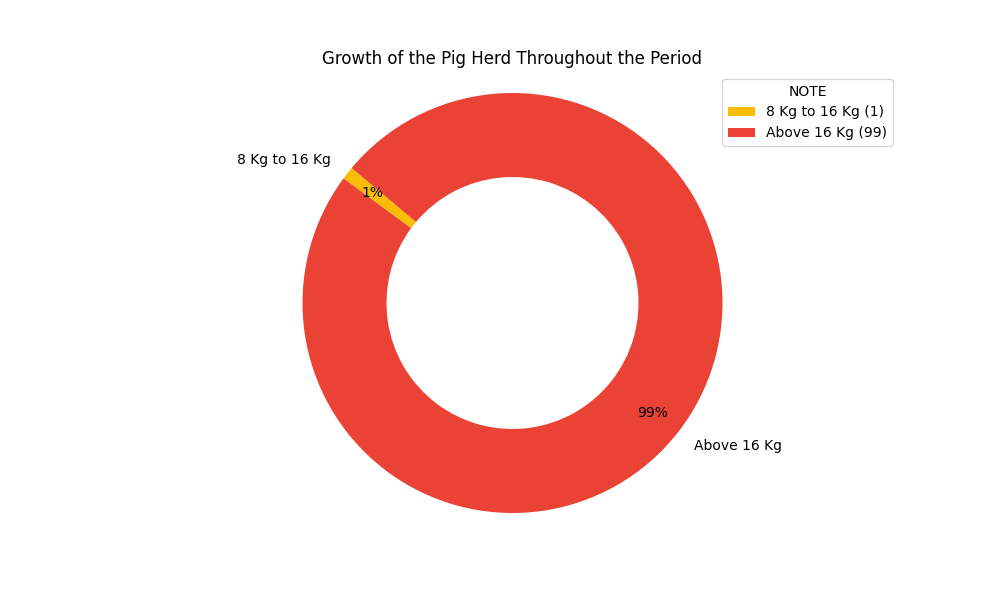 Growth of the Pig Herd Throughout the Period
NOTE
8 Kg to 16 Kg (1)
Above 16 Kg (99)
8 Kg to 16 Kg
1%
99%
Above 16 Kg